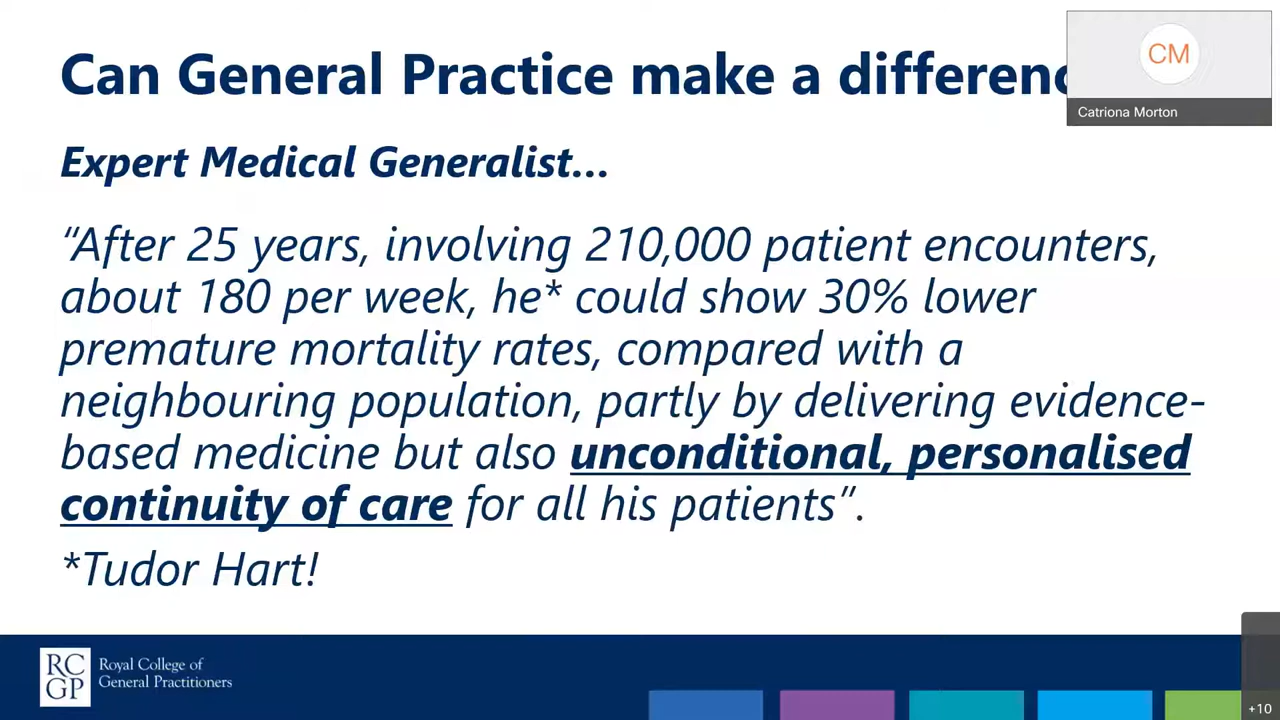 Can General Practice make a differenc
CM
Catriona Morton
Expert Medical Generalist...
“After 25 years, involving 210,000 patient encounters,
about 180 per week, he* could show 30% lower
premature mortality rates, compared with a
neighbouring population, partly by delivering evidence-
based medicine but also unconditional, personalised
continuity of care for all his patients”.
*Tudor Hart!
RC
GP
Royal College of
General Practitioners
+10